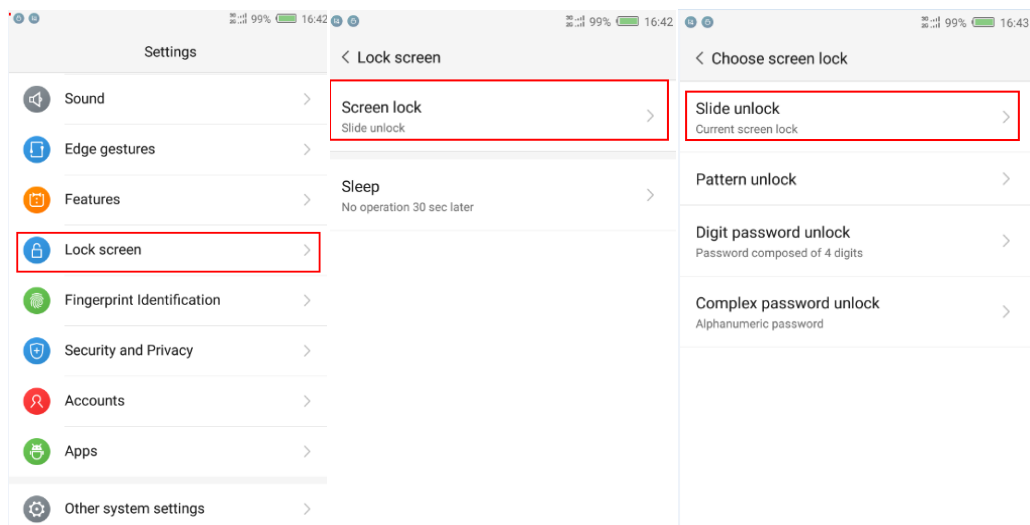 99% 16:42
Settings
Sound
Edge gestures
Features
Lock screen
Fingerprint Identification
Security and Privacy
Accounts
Apps
Other system settings
99% 16:42
Lock screen
Screen lock
Slide unlock
Sleep
No operation 30 sec later
99% 16:43
Choose screen lock
Slide unlock
Current screen lock
Pattern unlock
Digit password unlock
Password composed of 4 digits
Complex password unlock
Alphanumeric password